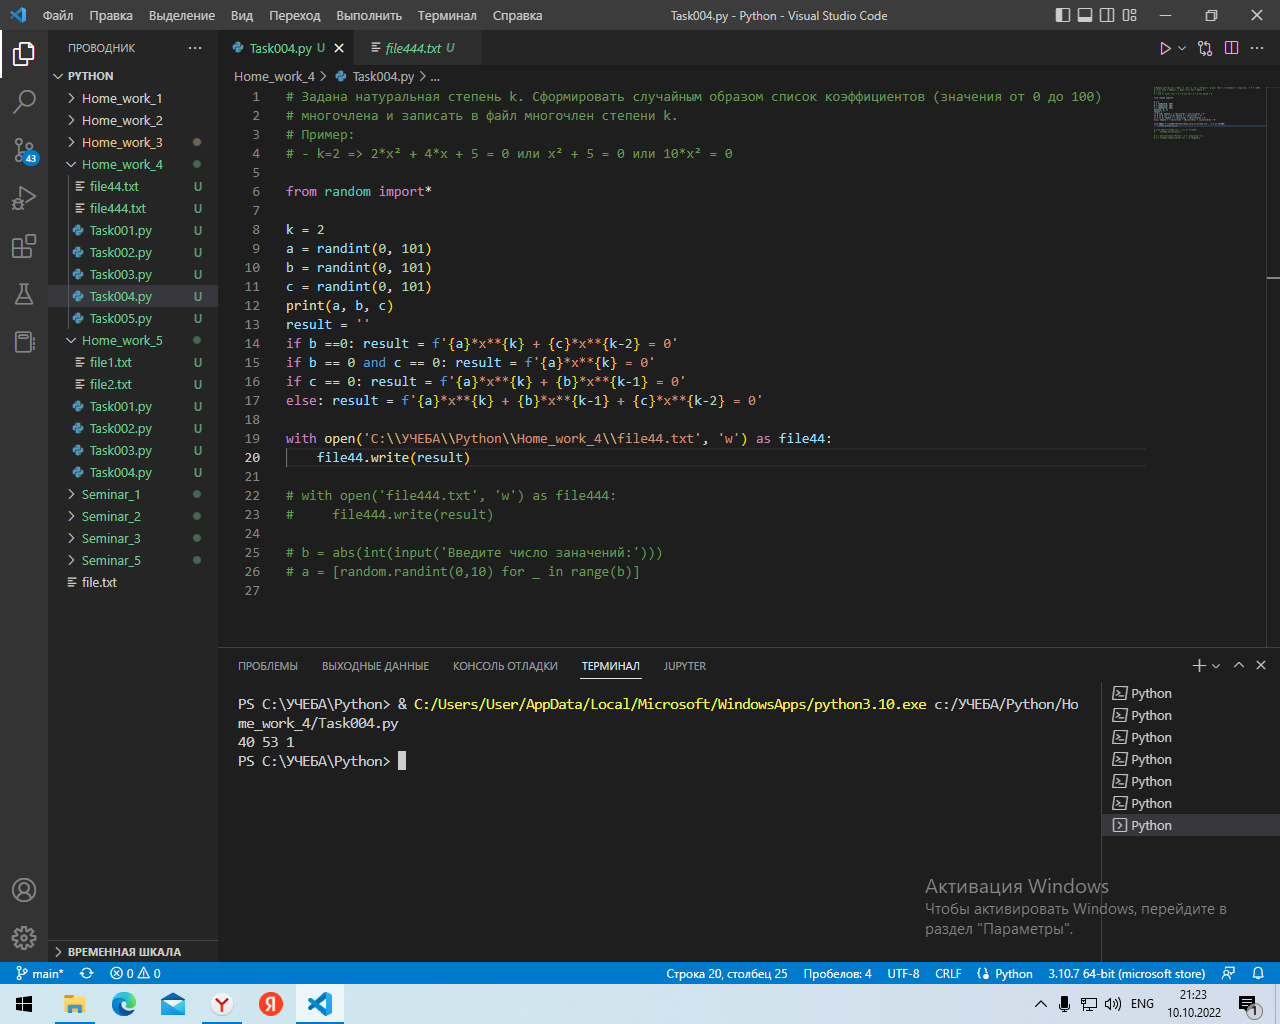 Файл Правка Выделение Вид Переход Выполнить Терминал Справка Task004.py - Python - Visual Studio Code
ПРОВОДНИК
PYTHON
Home_work_1
Home_work_2
Home_work_3
Home_work_4
file44.txt U
file444.txt U
Task001.py U
Task002.py U
Task003.py U
Task004.py U
Task005.py U
Home_work_5
file1.txt U
file2.txt U
Task001.py U
Task002.py U
Task003.py U
Task004.py U
Seminar_1
Seminar_2
Seminar_3
Seminar_5
file.txt
ВРЕМЕННАЯ ШКАЛА
43
Task004.py U file444.txt U
Home_work_4 > Task004.py > ...
1 # Задана натуральная степень k. Сформировать случайным образом список коэффициентов (значения от 0 до 100)
2 # многочлена и записать в файл многочлен степени k.
3 # Пример:
4 # - k=2 => 2*x² + 4*x + 5 = 0 или x² + 5 = 0 или 10*x² = 0
5
6 from random import*
7
8 k = 2
9 a = randint(0, 101)
10 b = randint(0, 101)
11 c = randint(0, 101)
12 print(a, b, c)
13 result = ''
14 if b ==0: result = f'{a}*x**{k} + {c}*x**{k-2} = 0'
15 if b == 0 and c == 0: result = f'{a}*x**{k} = 0'
16 if c == 0: result = f'{a}*x**{k} + {b}*x**{k-1} = 0'
17 else: result = f'{a}*x**{k} + {b}*x**{k-1} + {c}*x**{k-2} = 0'
18
19 with open('C:\\УЧЕБА\\Python\\Home_work_4\\file44.txt', 'w') as file44:
20     file44.write(result)
21
22 # with open('file444.txt', 'w') as file444:
23 #     file444.write(result)
24
25 # b = abs(int(input('Введите число заначений:')))
26 # a = [random.randint(0,10) for _ in range(b)]
27
ПРОБЛЕМЫ ВЫХОДНЫЕ ДАННЫЕ КОНСОЛЬ ОТЛАДКИ ТЕРМИНАЛ JUPYTER
PS C:\УЧЕБА\Python> & C:/Users/User/AppData/Local/Microsoft/WindowsApps/python3.10.exe c:/УЧЕБА/Python/Ho
me_work_4/Task004.py
40 53 1
PS C:\УЧЕБА\Python>
Python
Python
Python
Python
Python
Python
Python
Активация Windows
Чтобы активировать Windows, перейдите в
раздел "Параметры".
main* 0 0 Строка 20, столбец 25 Пробелов: 4 UTF-8 CRLF Python 3.10.7 64-bit (microsoft store)
ENG 21:23
10.10.2022
1